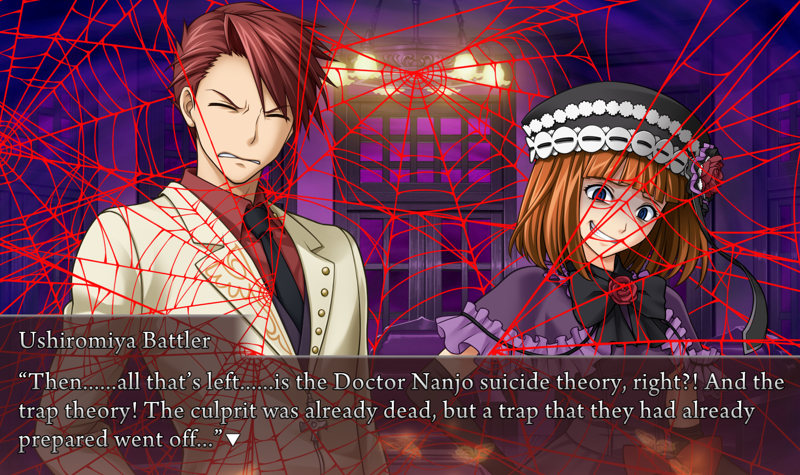 Ushiromiya Battler
“Then......all that’s left......is the Doctor Nanjo suicide theory, right?! And the
trap theory! The culprit was already dead, but a trap that they had already
prepared went off...”▼